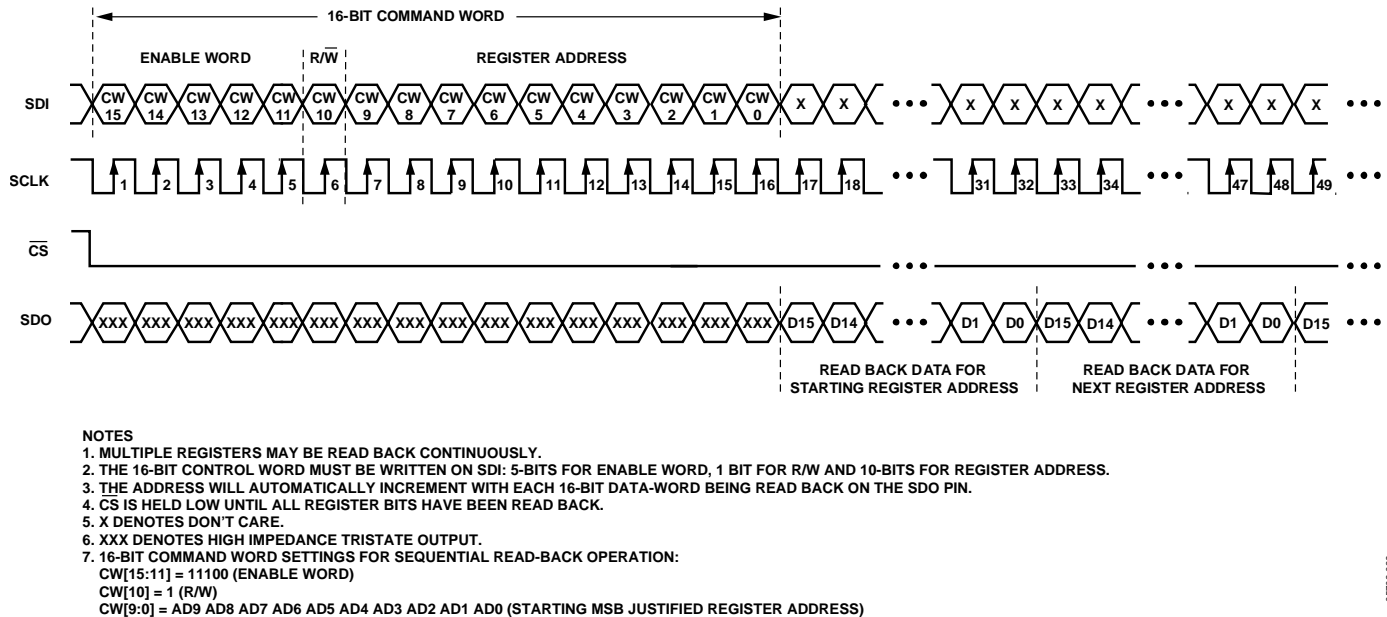 16-BIT COMMAND WORD
ENABLE WORD R/W REGISTER ADDRESS
SDI CW 15 CW 14 CW 13 CW 12 CW 11 CW 10 CW 9 CW 8 CW 7 CW 6 CW 5 CW 4 CW 3 CW 2 CW 1 CW 0 X X ••• X X X X ••• X X X •••
SCLK 1 2 3 4 5 6 7 8 9 10 11 12 13 14 15 16 17 18 ••• 31 32 33 34 ••• 47 48 49 •••
CS ••• ••• •••
SDO XXX XXX XXX XXX XXX XXX XXX XXX XXX XXX XXX XXX XXX XXX XXX XXX D15 D14 ••• D1 D0 D15 D14 ••• D1 D0 D15 •••
READ BACK DATA FOR
STARTING REGISTER ADDRESS
READ BACK DATA FOR
NEXT REGISTER ADDRESS
NOTES
1. MULTIPLE REGISTERS MAY BE READ BACK CONTINUOUSLY.
2. THE 16-BIT CONTROL WORD MUST BE WRITTEN ON SDI: 5-BITS FOR ENABLE WORD, 1 BIT FOR R/W AND 10-BITS FOR REGISTER ADDRESS.
3. THE ADDRESS WILL AUTOMATICALLY INCREMENT WITH EACH 16-BIT DATA-WORD BEING READ BACK ON THE SDO PIN.
4. CS IS HELD LOW UNTIL ALL REGISTER BITS HAVE BEEN READ BACK.
5. X DENOTES DON'T CARE.
6. XXX DENOTES HIGH IMPEDANCE TRISTATE OUTPUT.
7. 16-BIT COMMAND WORD SETTINGS FOR SEQUENTIAL READ-BACK OPERATION:
CW[15:11] = 11100 (ENABLE WORD)
CW[10] = 1 (R/W)
CW[9:0] = AD9 AD8 AD7 AD6 AD5 AD4 AD3 AD2 AD1 AD0 (STARTING MSB JUSTIFIED REGISTER ADDRESS)